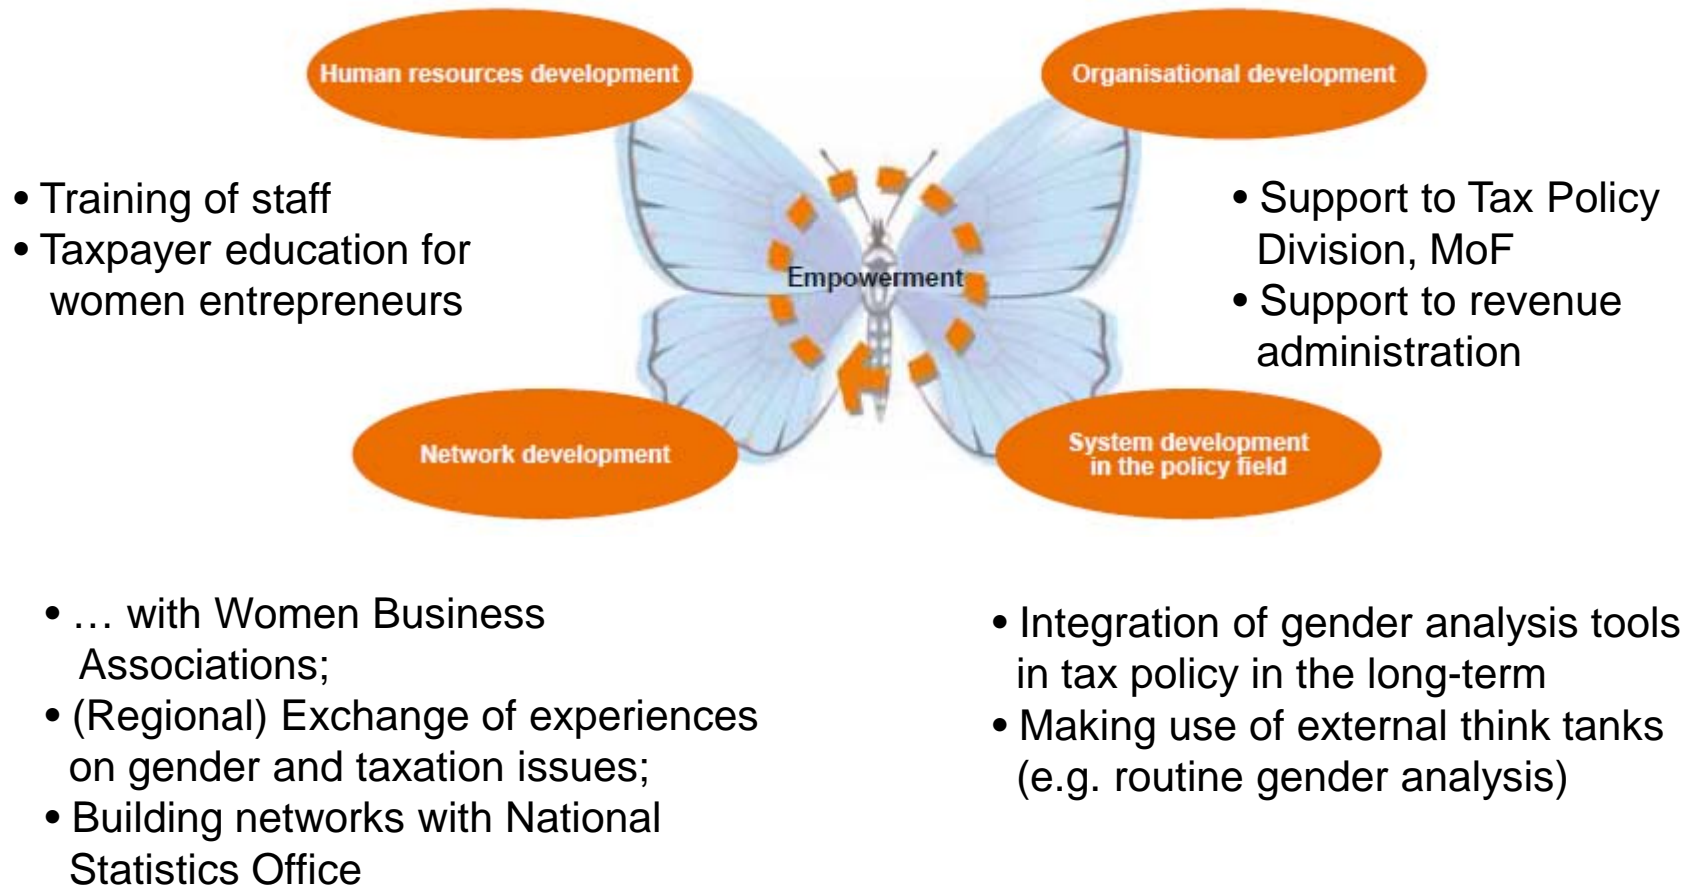 Human resources development
Organisational development
• Training of staff
• Taxpayer education for
women entrepreneurs
Empowerment
• Support to Tax Policy
Division, MoF
• Support to revenue
administration
Network development
System development
in the policy field
• … with Women Business
Associations;
• (Regional) Exchange of experiences
on gender and taxation issues;
• Building networks with National
Statistics Office
• Integration of gender analysis tools
in tax policy in the long-term
• Making use of external think tanks
(e.g. routine gender analysis)